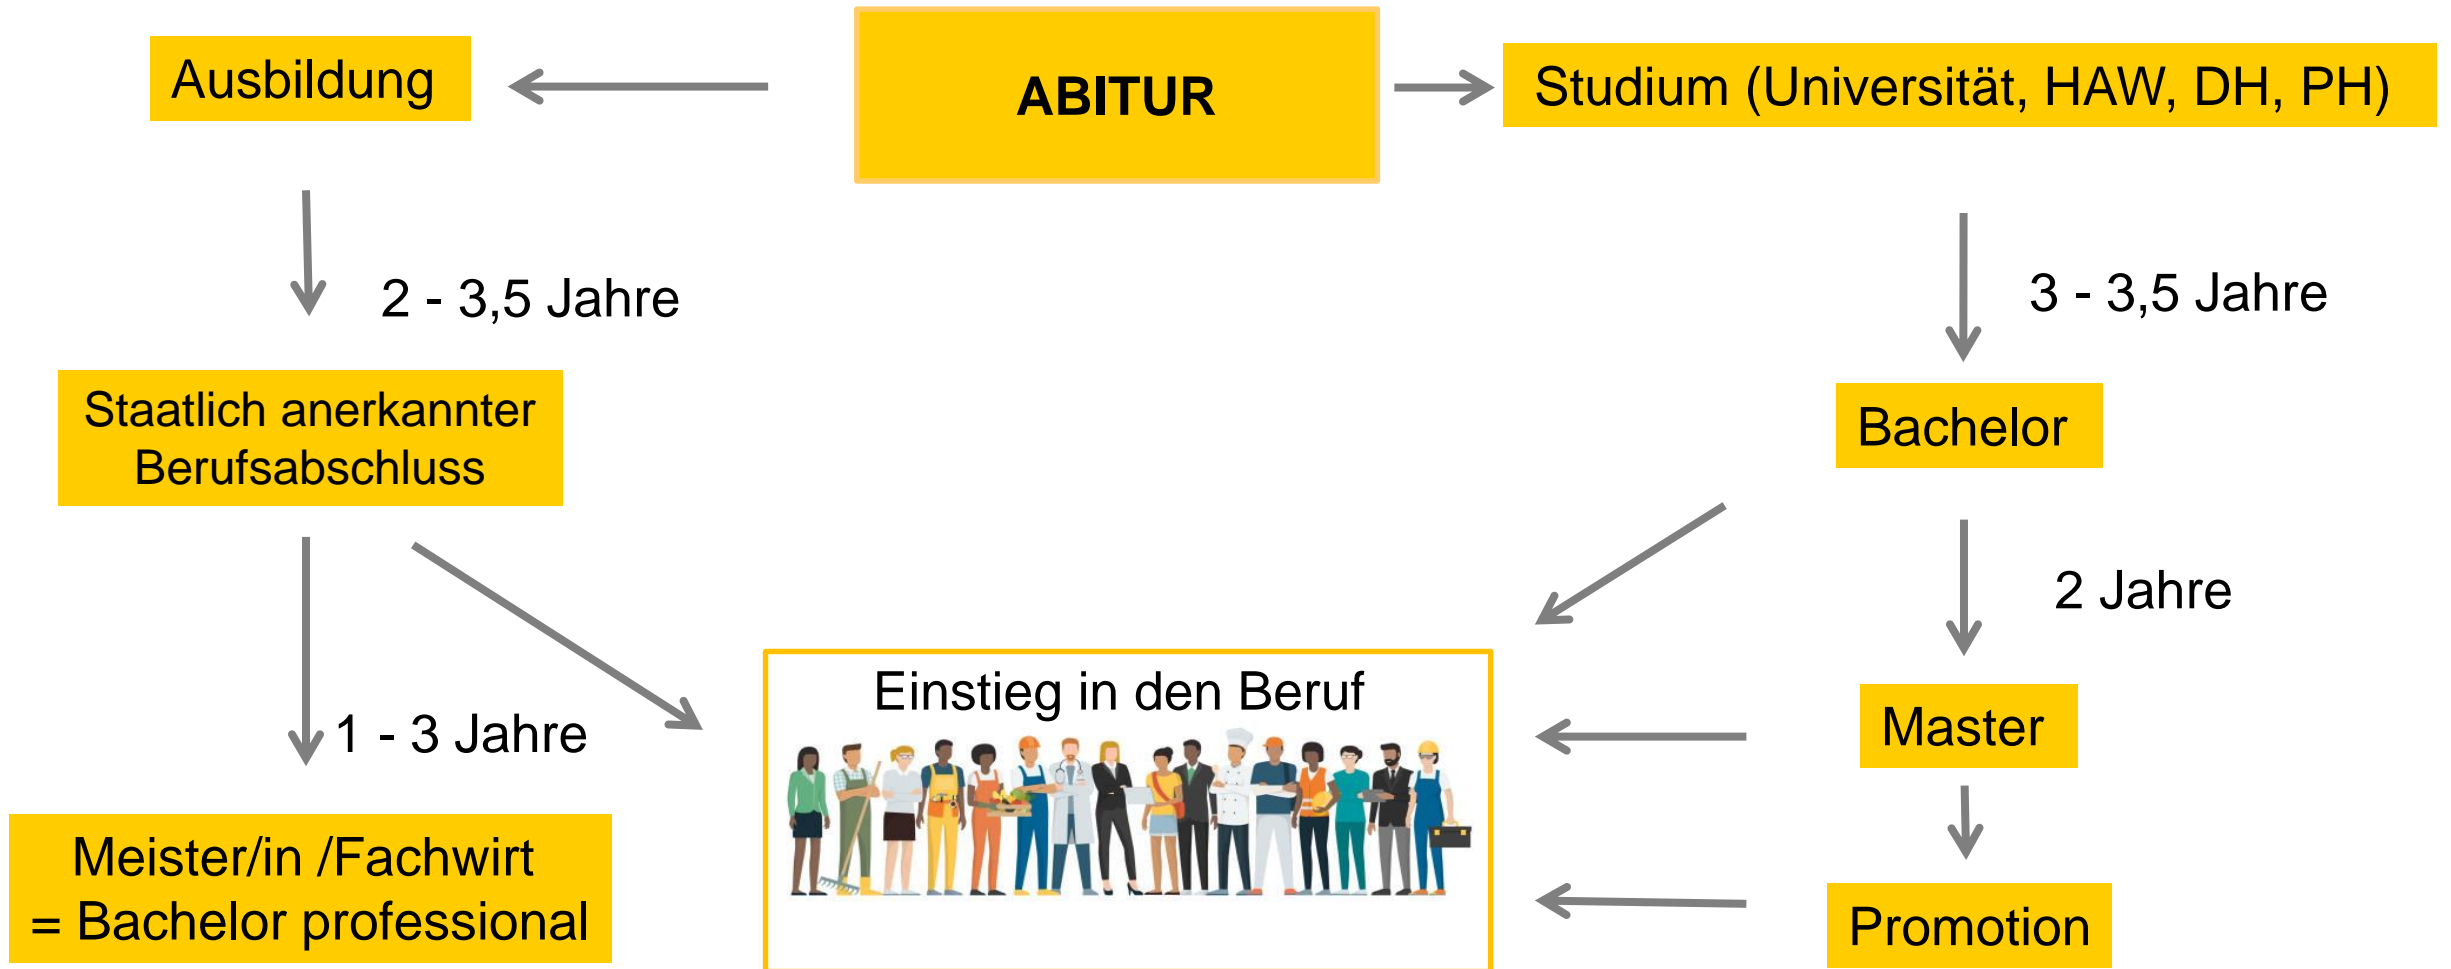 Ausbildung
ABITUR
Studium (Universität, HAW, DH, PH)
2 - 3,5 Jahre
3 - 3,5 Jahre
Staatlich anerkannter
Berufsabschluss
Bachelor
2 Jahre
1 - 3 Jahre
Einstieg in den Beruf
Master
Meister/in /Fachwirt
= Bachelor professional
Promotion